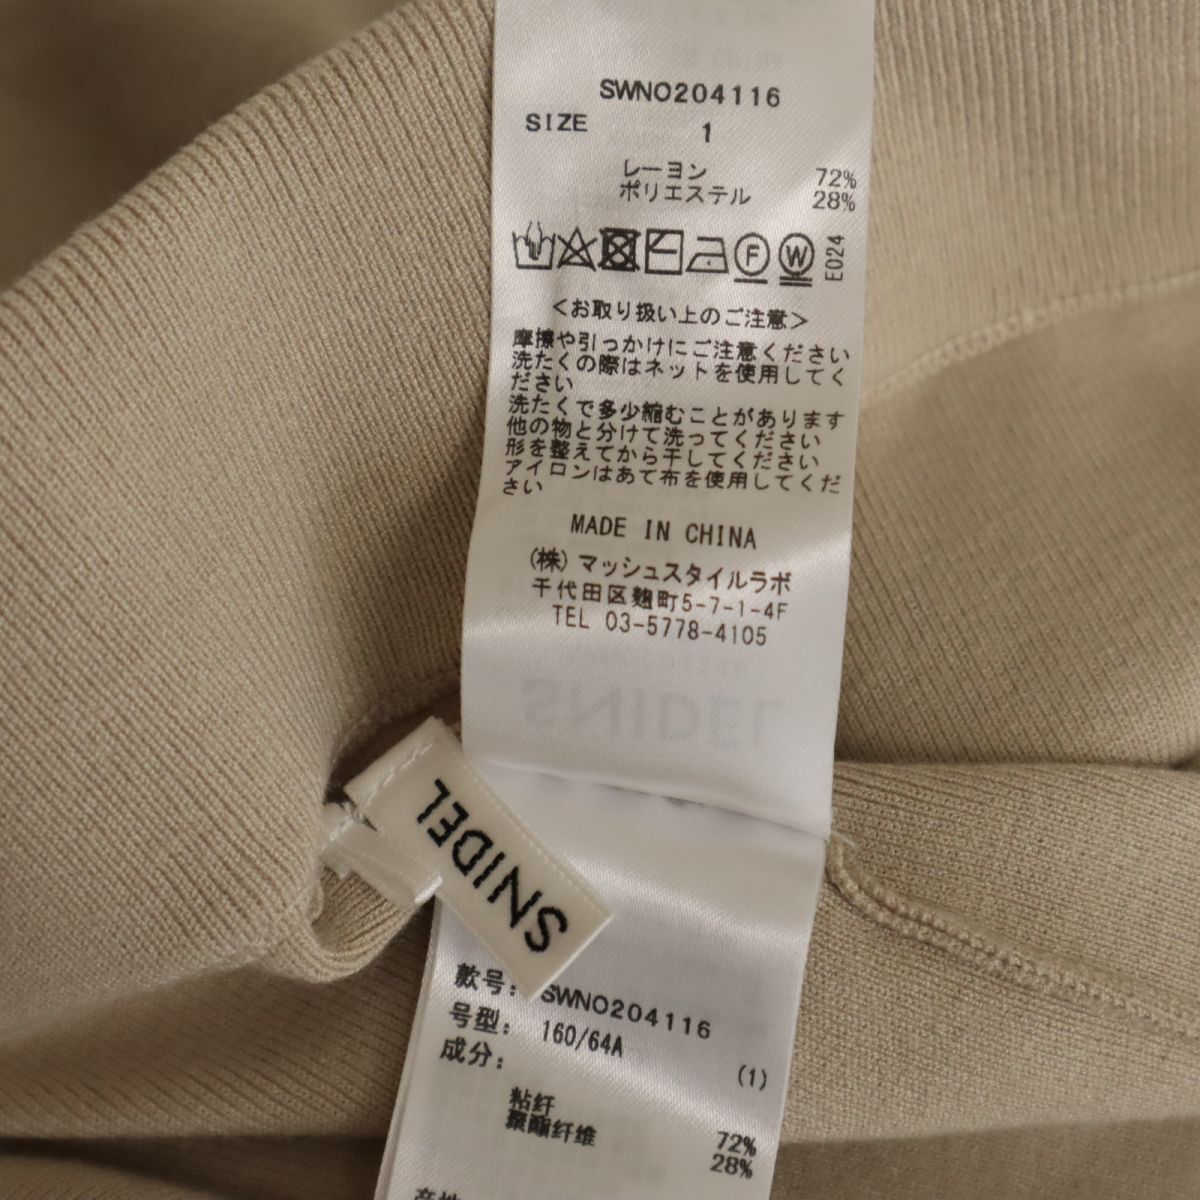 SWNO204116
SIZE 1
レーヨン 72%
ポリエステル 28%
F W E024
<お取り扱い上のご注意>
摩擦や引っかけにご注意ください
洗たくの際はネットを使用してく
ださい
洗たくで多少縮むことがあります
他の物と分けて洗ってください
形を整えてから干してください
アイロンはあて布を使用してくだ
さい
MADE IN CHINA
(株)マッシュスタイルラボ
千代田区麹町5-7-1-4F
TEL 03-5778-4105
SNIDEL
SNIDEL
款号: SWNO204116
号型: 160/64A
成分: (1)
粘纤 72%
聚酯纤维 28%